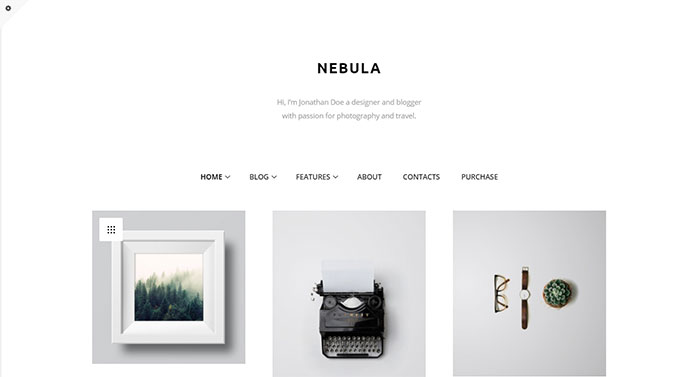 NEBULA
Hi, I'm Jonathan Doe a designer and blogger
with passion for photography and travel.
HOME BLOG FEATURES ABOUT CONTACTS PURCHASE